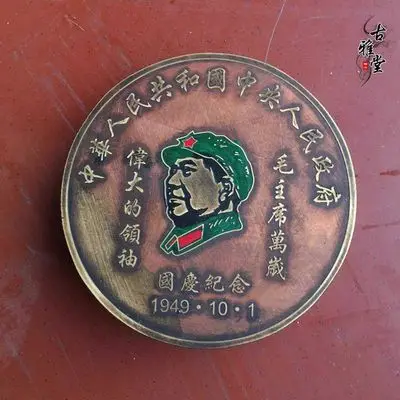 古雅堂
中華人民共和國中央人民政府
偉大的領袖
毛主席萬歲
國慶紀念
1949·10·1